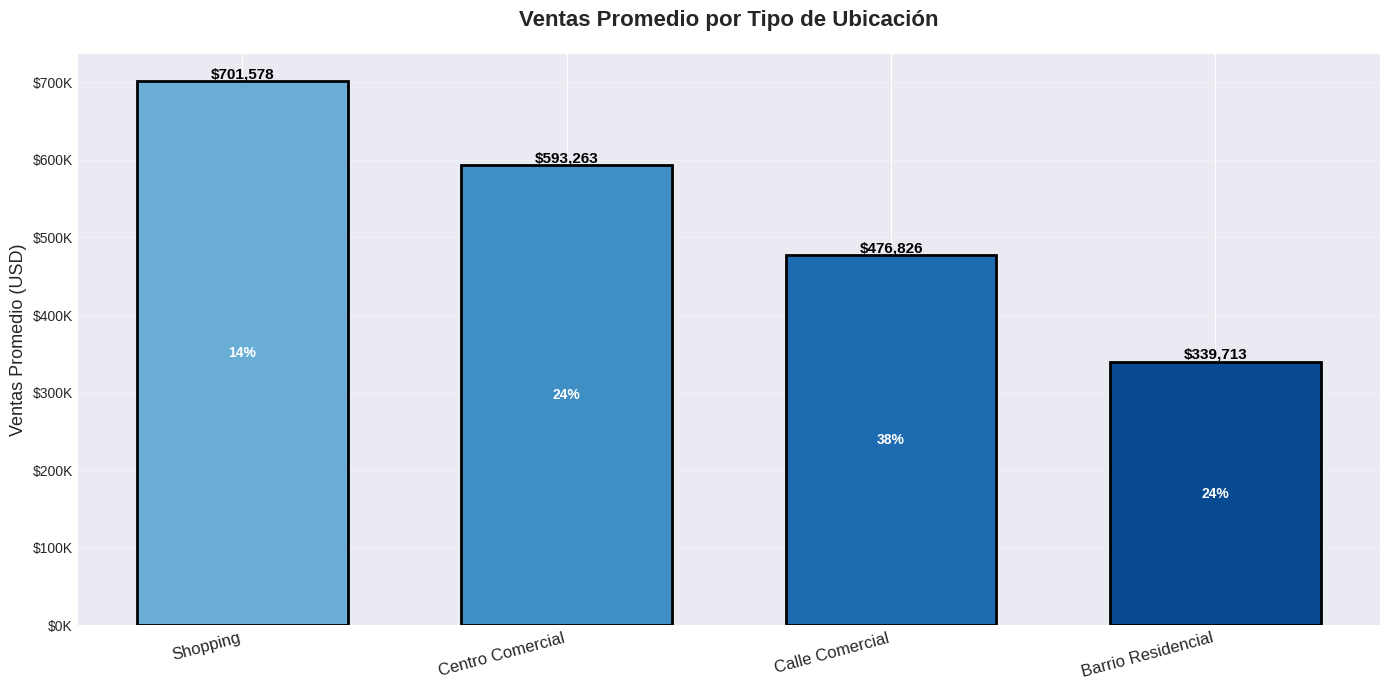 Ventas Promedio por Tipo de Ubicación
Ventas Promedio (USD)
$700K
$600K
$500K
$400K
$300K
$200K
$100K
$0K
$701,578
$593,263
$476,826
$339,713
14%
24%
38%
24%
Shopping
Centro Comercial
Calle Comercial
Barrio Residencial